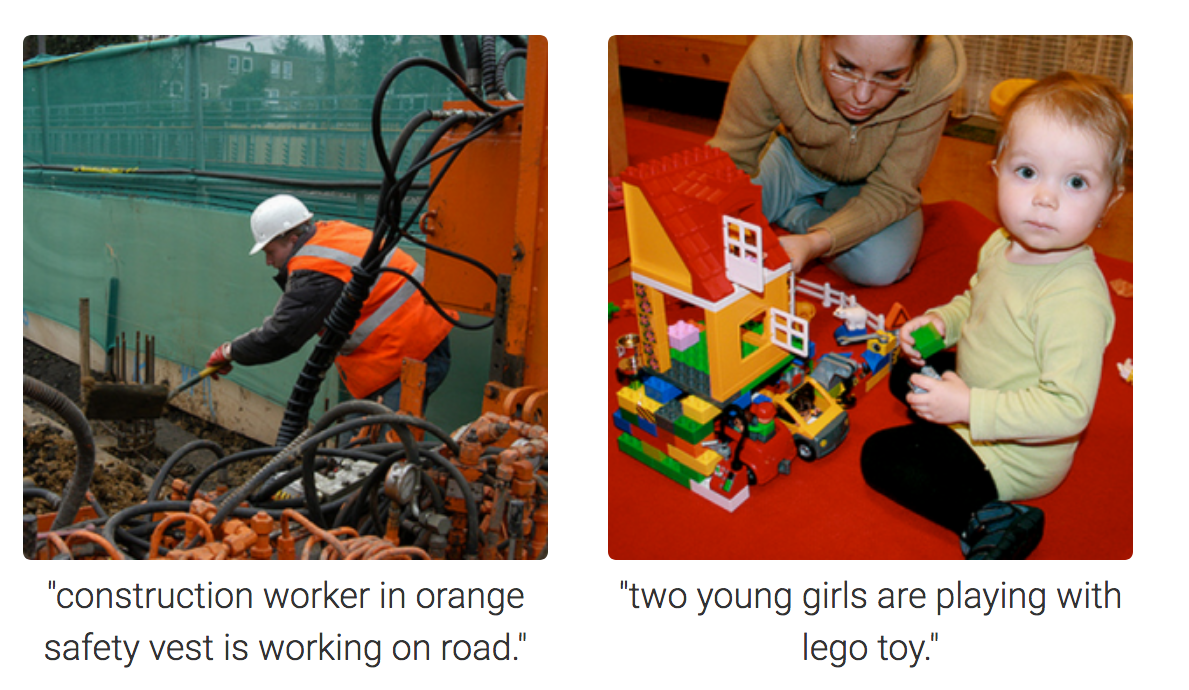 "construction worker in orange
safety vest is working on road."
"two young girls are playing with
lego toy."